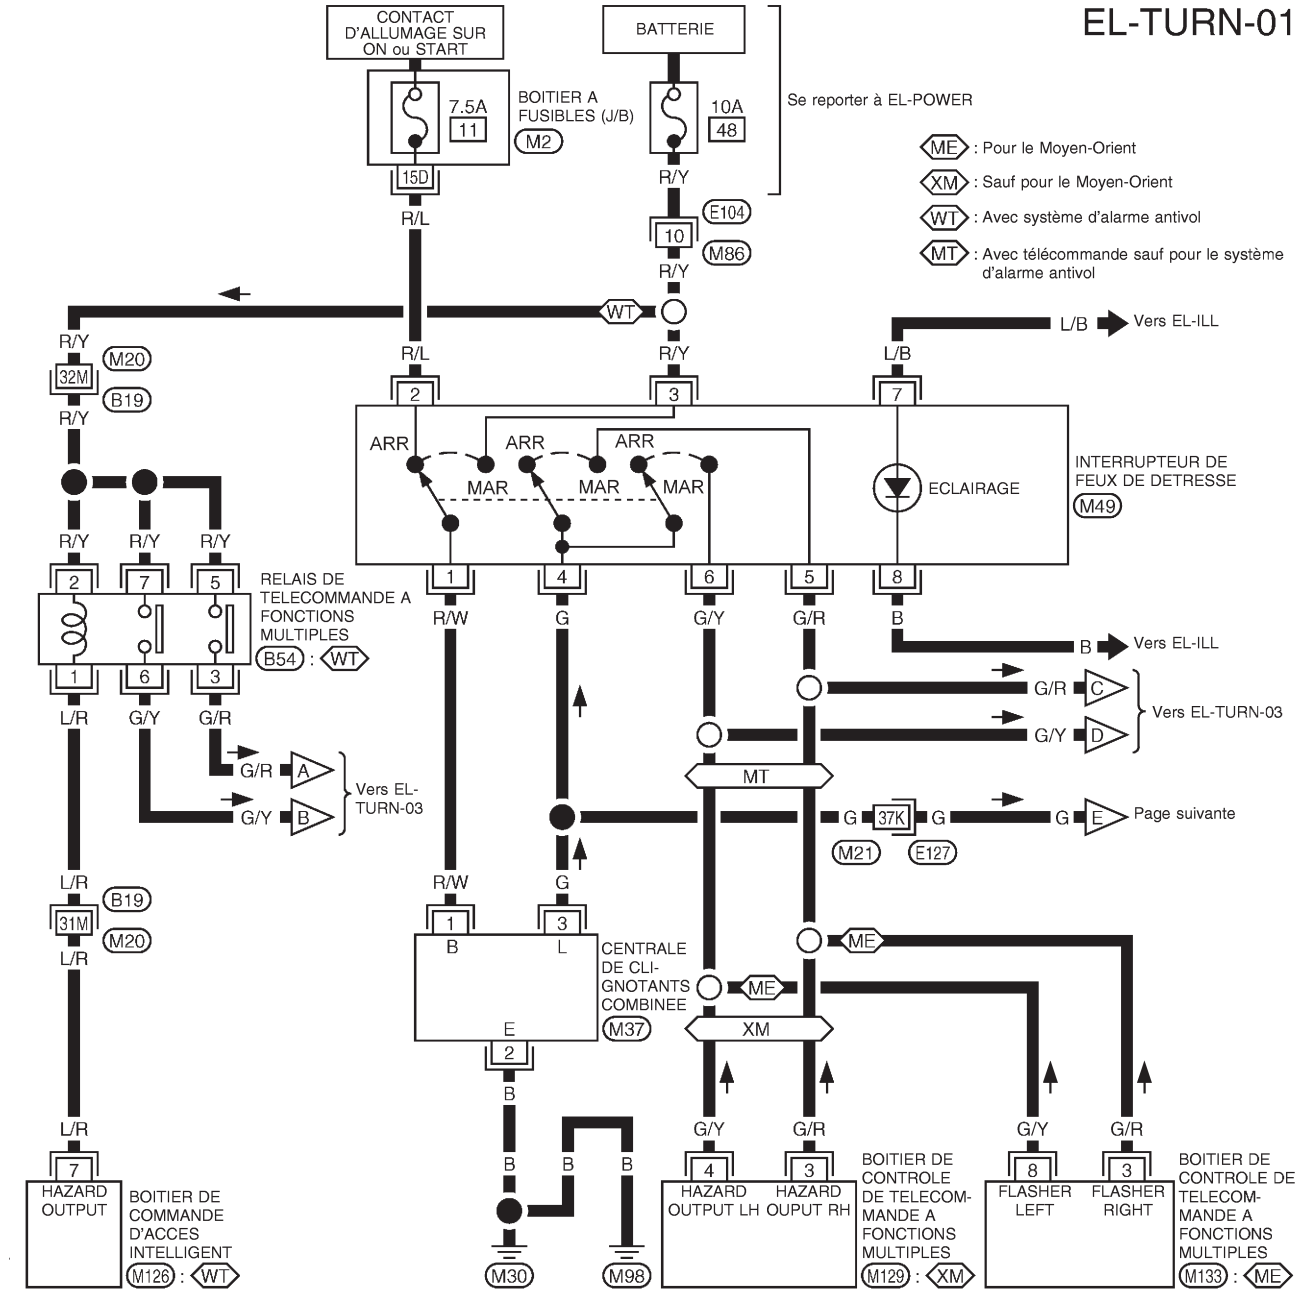 EL-TURN-01
CONTACT
D'ALLUMAGE SUR
ON ou START
BATTERIE
7.5A
11
BOITIER A
FUSIBLES (J/B)
M2
10A
48
Se reporter à EL-POWER
ME : Pour le Moyen-Orient
XM : Sauf pour le Moyen-Orient
WT : Avec système d'alarme antivol
MT : Avec télécommande sauf pour le système
d'alarme antivol
15D
R/L
R/Y
E104
10
M86
R/Y
WT
R/Y
M20
32M
B19
R/Y
R/L
R/Y
L/B
L/B
Vers EL-ILL
2
3
7
ARR
MAR
ARR
MAR
ARR
MAR
ECLAIRAGE
INTERRUPTEUR DE
FEUX DE DETRESSE
M49
R/Y
R/Y
R/Y
2
7
5
RELAIS DE
TELECOMMANDE A
FONCTIONS
MULTIPLES
B54 : WT
1
6
3
L/R
G/Y
G/R
G/R
A
G/Y
B
Vers EL-
TURN-03
1
4
6
5
8
R/W
G
G/Y
G/R
B
B
Vers EL-ILL
G/R
C
G/Y
D
Vers EL-TURN-03
MT
G
37K
G
G
E
Page suivante
M21
E127
L/R
B19
31M
M20
L/R
R/W
G
1
3
B
L
E
CENTRALE
DE CLI-
GNOTANTS
COMBINEE
M37
2
B
ME
ME
XM
L/R
7
HAZARD
OUTPUT
BOITIER DE
COMMANDE
D'ACCES
INTELLIGENT
M126 : WT
B
B
B
M30
M98
G/Y
G/R
4
3
HAZARD
OUTPUT LH
HAZARD
OUPUT RH
BOITIER DE
CONTROLE
DE TELECOM-
MANDE A
FONCTIONS
MULTIPLES
M129 : XM
G/Y
G/R
8
3
FLASHER
LEFT
FLASHER
RIGHT
BOITIER DE
CONTROLE DE
TELECOM-
MANDE A
FONCTIONS
MULTIPLES
M133 : ME